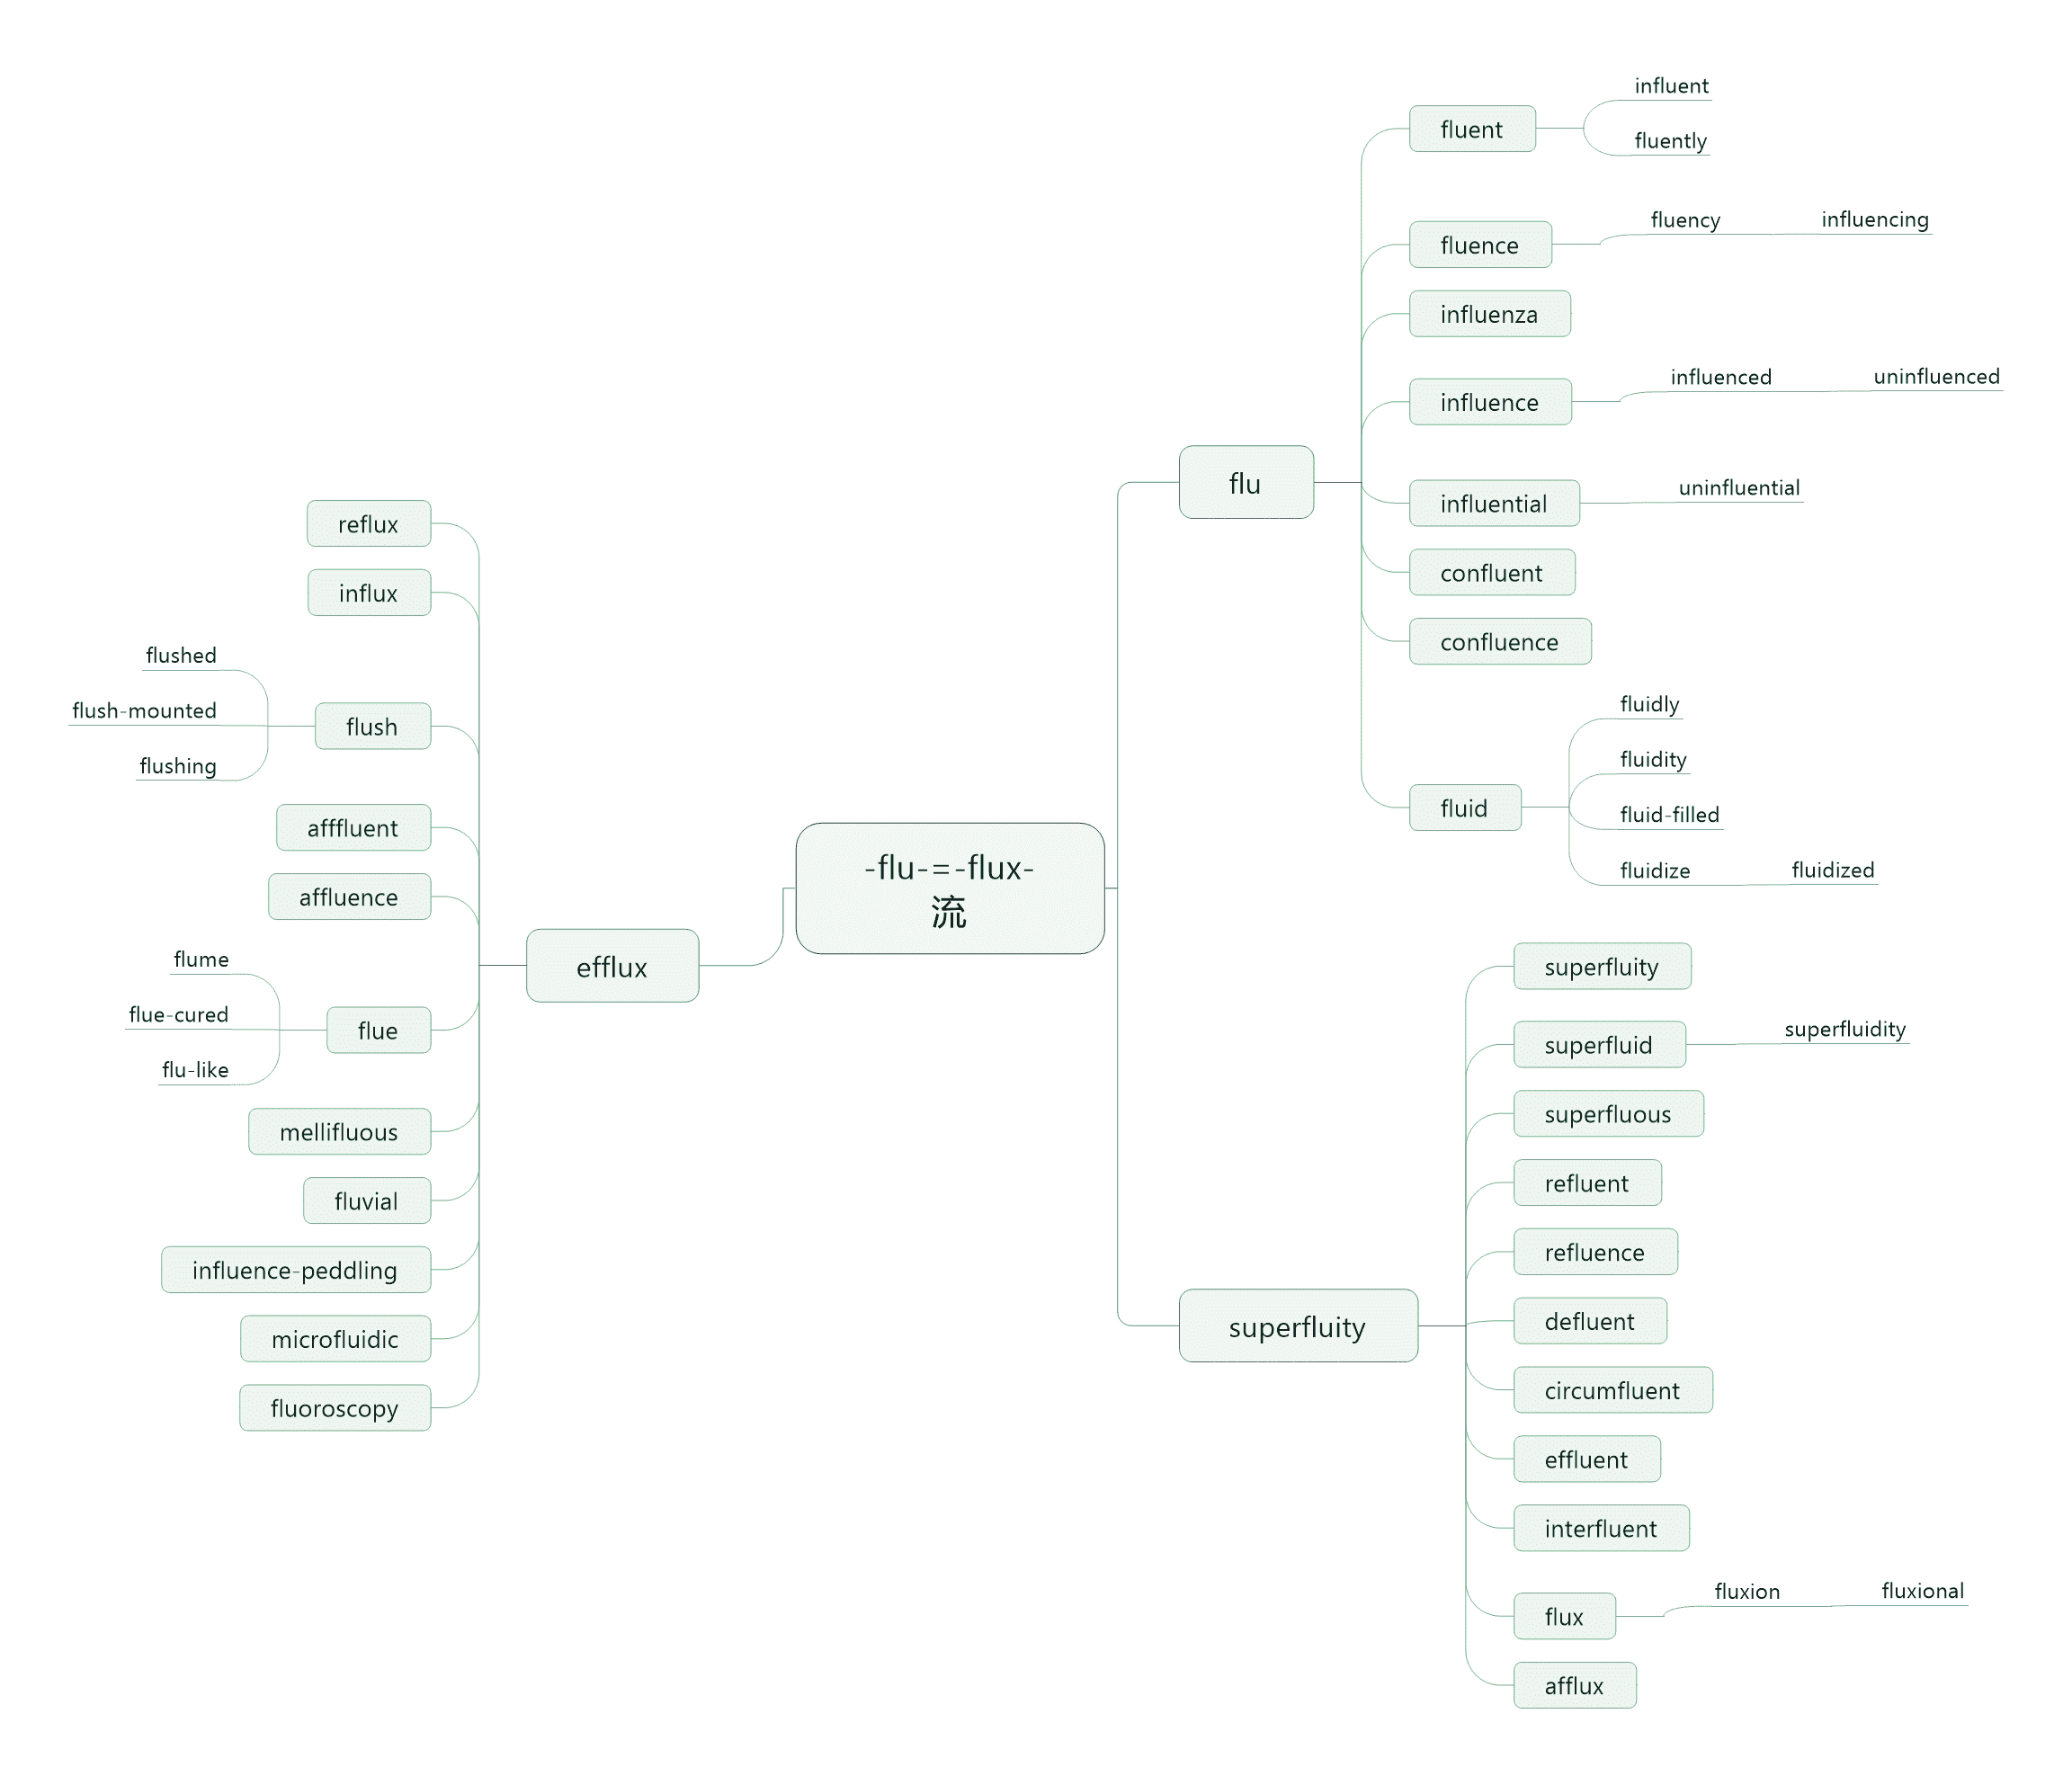 -flu-=-flux-
流
flu
fluent
influent
fluently
fluence
fluency
influencing
influenza
influence
influenced
uninfluenced
influential
uninfluential
confluent
confluence
fluid
fluidly
fluidity
fluid-filled
fluidize
fluidized
superfluity
superfluity
superfluid
superfluidity
superfluous
refluent
refluence
defluent
circumfluent
effluent
interfluent
flux
fluxion
fluxional
afflux
efflux
reflux
influx
flush
flushed
flush-mounted
flushing
afffluent
affluence
flue
flume
flue-cured
flu-like
mellifluous
fluvial
influence-peddling
microfluidic
fluoroscopy